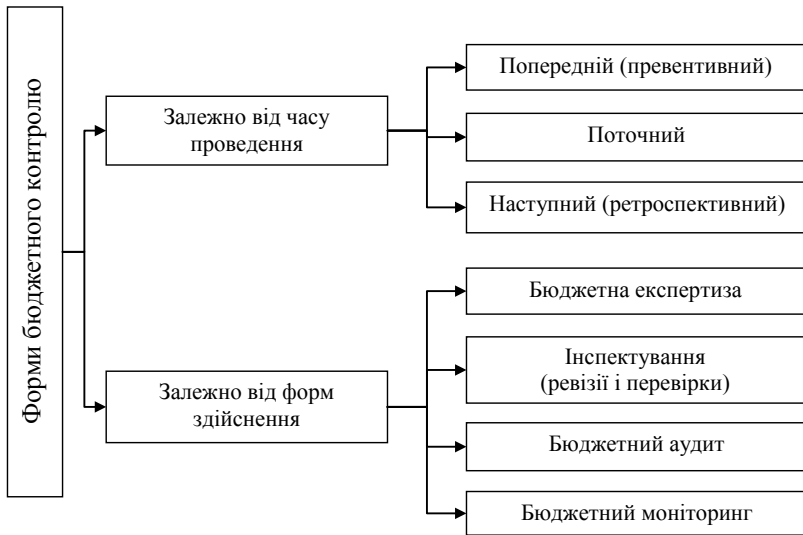 Форми бюджетного контролю
Залежно від часу
проведення
Попередній (превентивний)
Поточний
Наступний (ретроспективний)
Залежно від форм
здійснення
Бюджетна експертиза
Інспектування
(ревізії і перевірки)
Бюджетний аудит
Бюджетний моніторинг